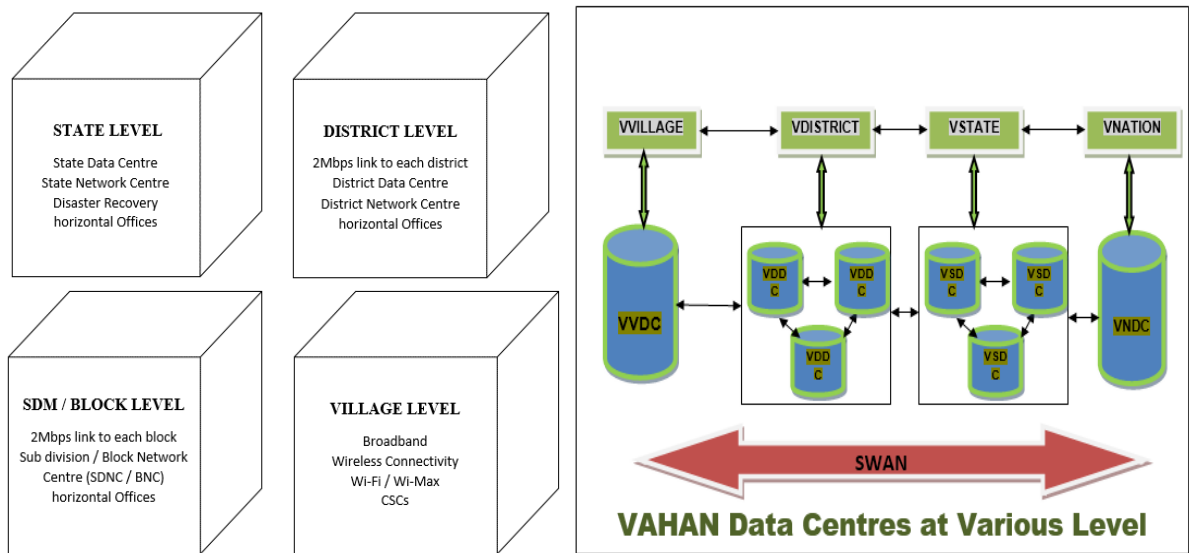 STATE LEVEL
State Data Centre
State Network Centre
Disaster Recovery
horizontal Offices
DISTRICT LEVEL
2Mbps link to each district
District Data Centre
District Network Centre
horizontal Offices
SDM / BLOCK LEVEL
2Mbps link to each block
Sub division / Block Network
Centre (SDNC / BNC)
horizontal Offices
VILLAGE LEVEL
Broadband
Wireless Connectivity
Wi-Fi / Wi-Max
CSCs
VVILLAGE
VDISTRICT
VSTATE
VNATION
VVDC
VDD
C
VDD
C
VDD
C
VSD
C
VSD
C
VSD
C
VNDC
SWAN
VAHAN Data Centres at Various Level